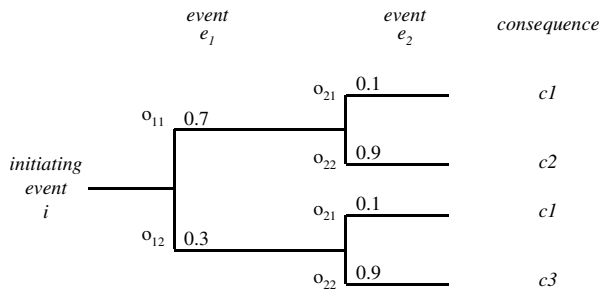 event
e₁
event
e₂
consequence
o₂₁ 0.1 c1
o₁₁ 0.7
o₂₂ 0.9 c2
initiating
event
i
o₂₁ 0.1 c1
o₁₂ 0.3
o₂₂ 0.9 c3